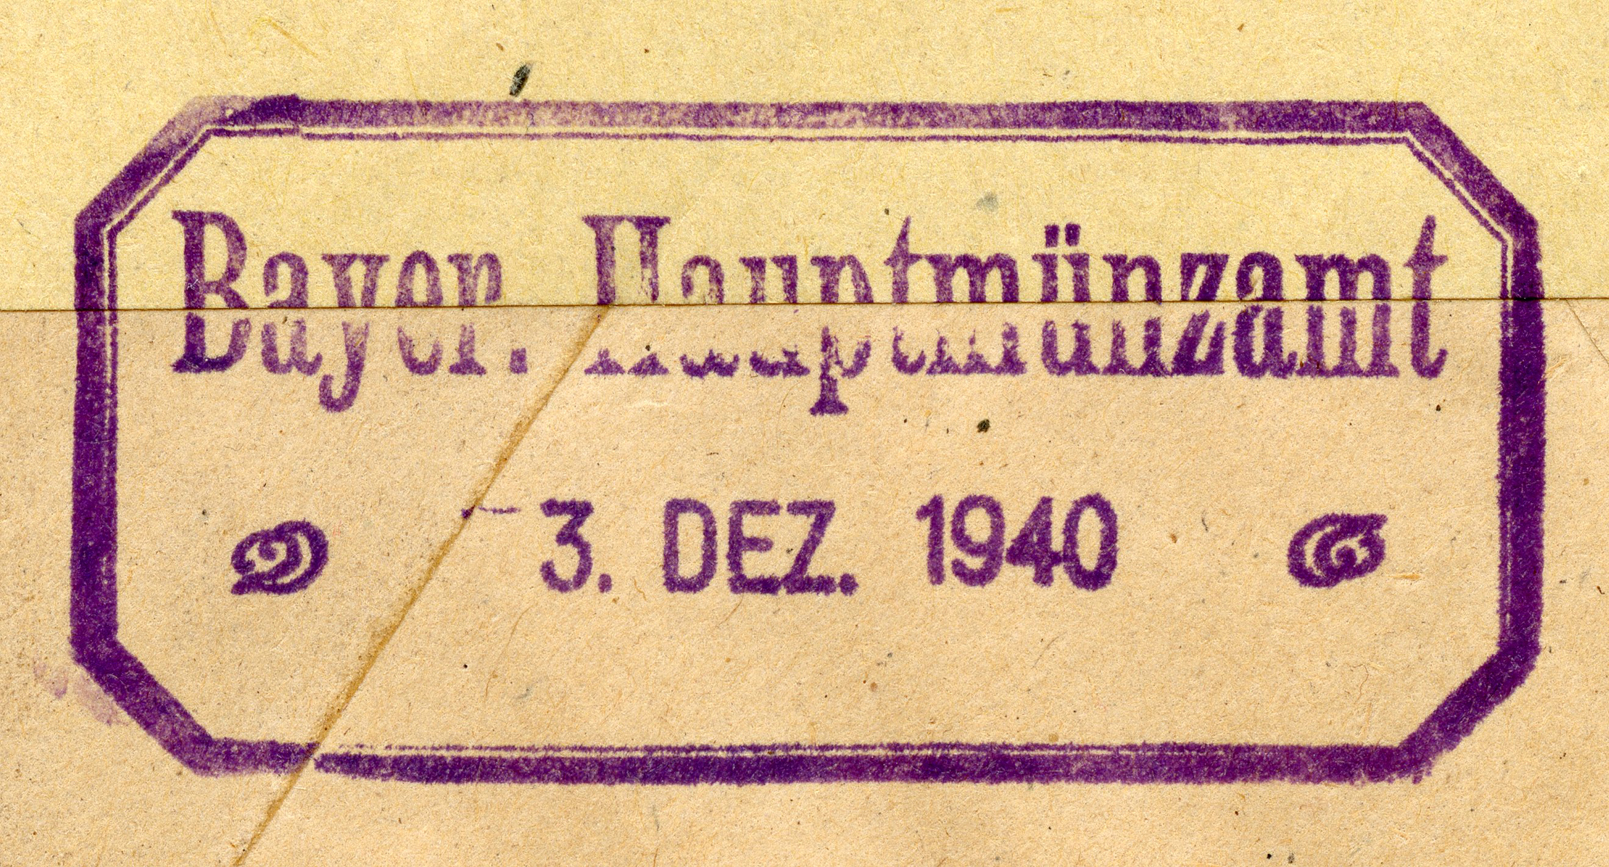 Bayer. Hauptmünzamt
- 3. DEZ. 1940